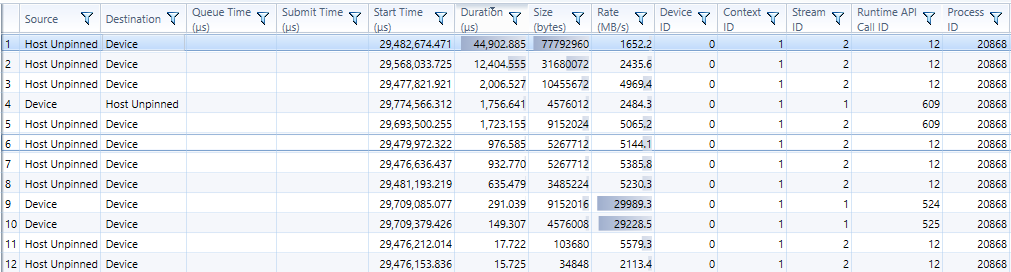 Source Destination Queue Time (µs) Submit Time (µs) Start Time (µs) Duration (µs) Size (bytes) Rate (MB/s) Device ID Context ID Stream ID Runtime API Call ID Process ID
1 Host Unpinned Device 29,482,674.471 44,902.885 77792960 1652.2 0 1 2 12 20868
2 Host Unpinned Device 29,568,033.725 12,404.555 31680072 2435.6 0 1 2 12 20868
3 Host Unpinned Device 29,477,821.921 2,006.527 10455672 4969.4 0 1 2 12 20868
4 Device Host Unpinned 29,774,566.312 1,756.641 4576012 2484.3 0 1 1 609 20868
5 Host Unpinned Device 29,693,500.255 1,723.155 9152024 5065.2 0 1 2 609 20868
6 Host Unpinned Device 29,479,972.322 976.585 5267712 5144.1 0 1 2 12 20868
7 Host Unpinned Device 29,476,636.437 932.770 5267712 5385.8 0 1 2 12 20868
8 Host Unpinned Device 29,481,193.219 635.479 3485224 5230.3 0 1 2 12 20868
9 Device Device 29,709,085.077 291.039 9152016 29989.3 0 1 1 524 20868
10 Device Device 29,709,379.426 149.307 4576008 29228.5 0 1 1 525 20868
11 Host Unpinned Device 29,476,212.014 17.722 103680 5579.3 0 1 2 12 20868
12 Host Unpinned Device 29,476,153.836 15.725 34848 2113.4 0 1 2 12 20868